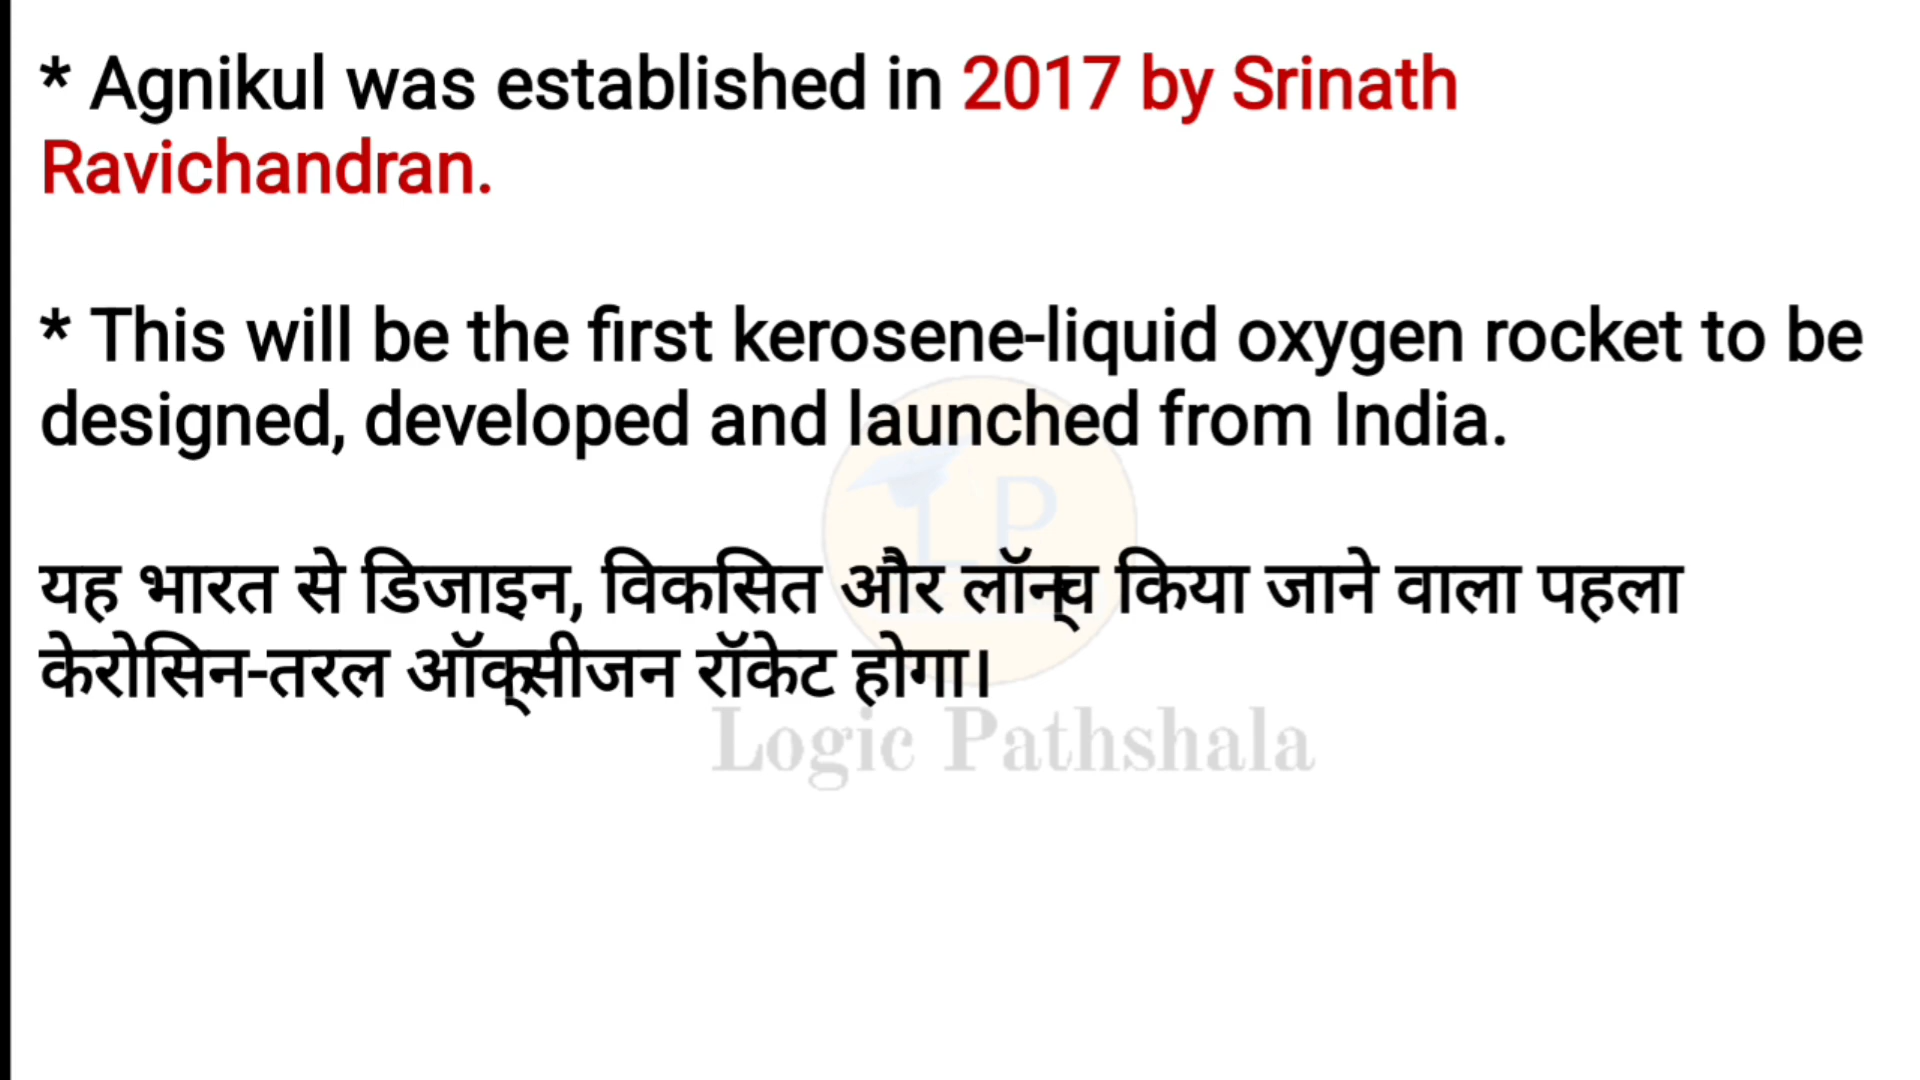 * Agnikul was established in 2017 by Srinath
Ravichandran.
* This will be the first kerosene-liquid oxygen rocket to be
designed, developed and launched from India.
LP
यह भारत से डिजाइन, विकसित और लॉन्च किया जाने वाला पहला
केरोसिन-तरल ऑक्सीजन रॉकेट होगा।
Logic Pathshala